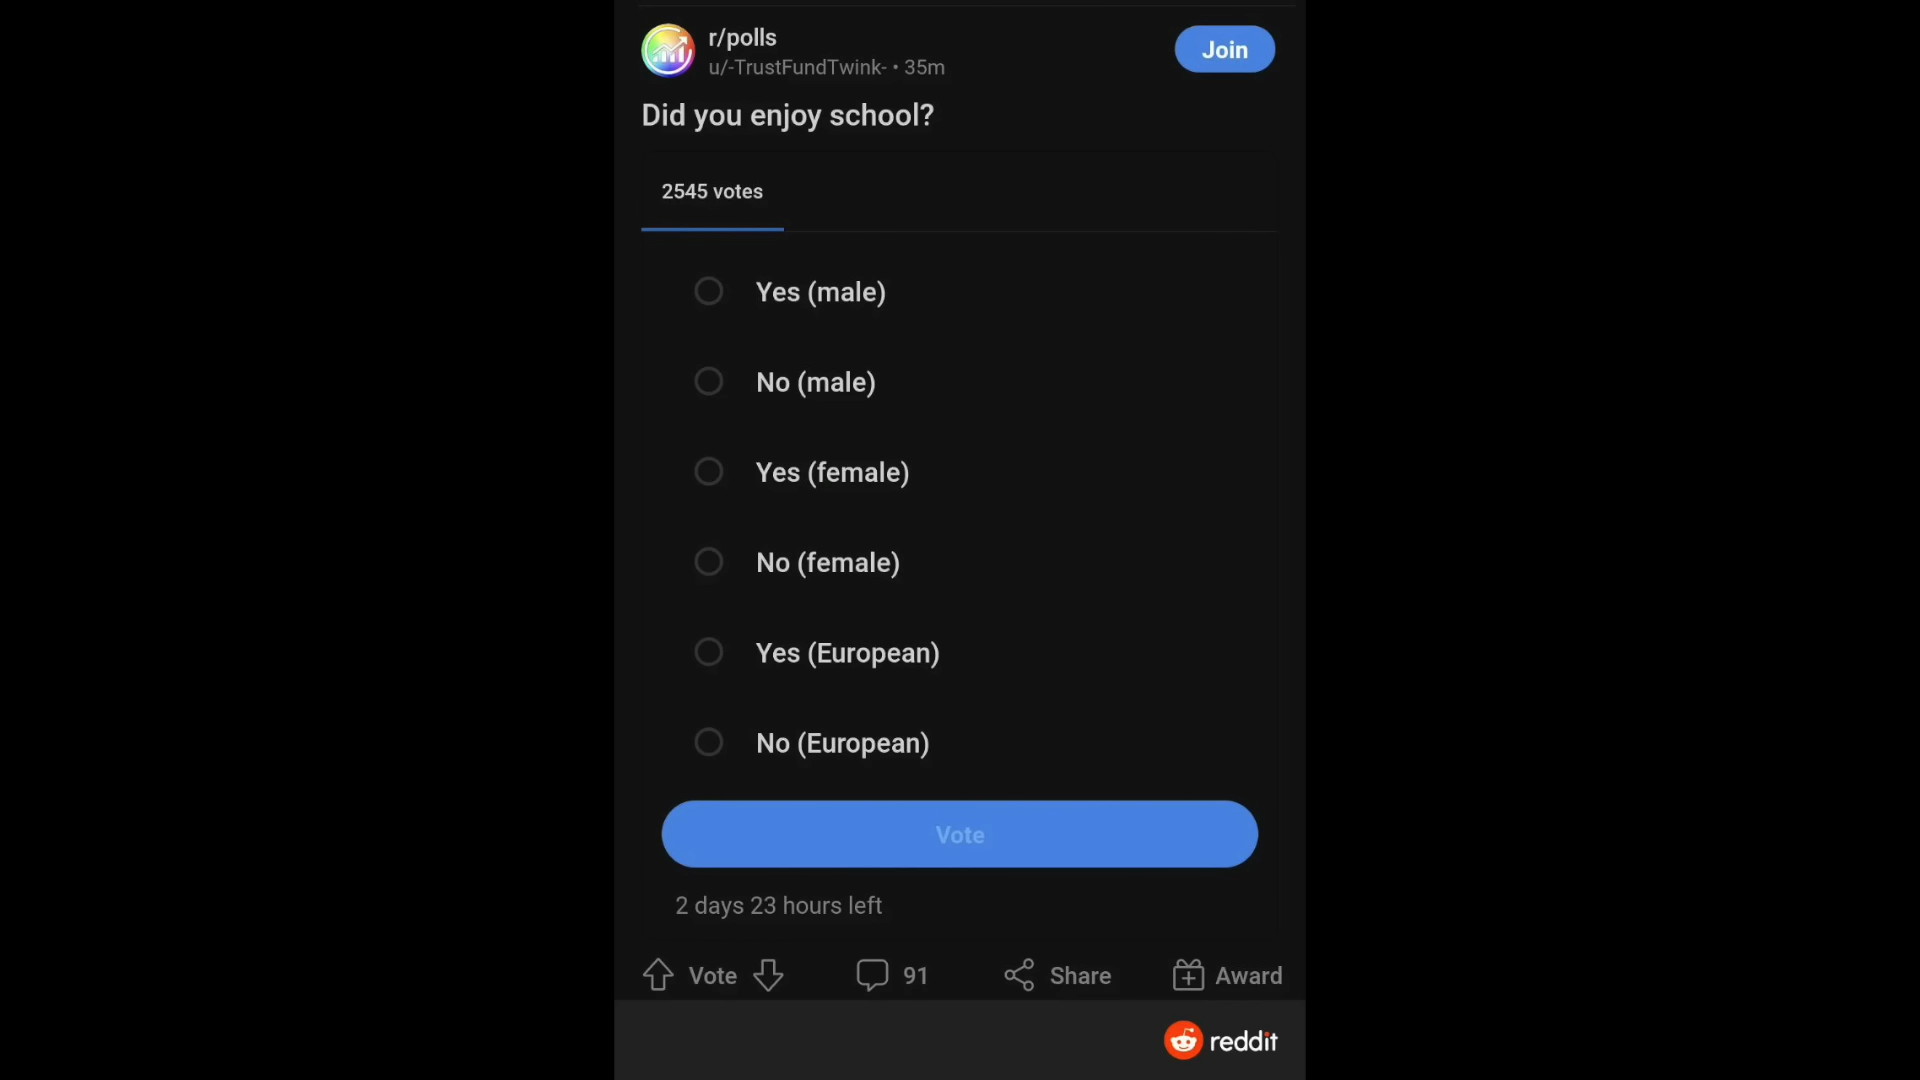 r/polls
u/-TrustFundTwink- • 35m
Join
Did you enjoy school?
2545 votes
Yes (male)
No (male)
Yes (female)
No (female)
Yes (European)
No (European)
Vote
2 days 23 hours left
Vote
91
Share
Award
reddit